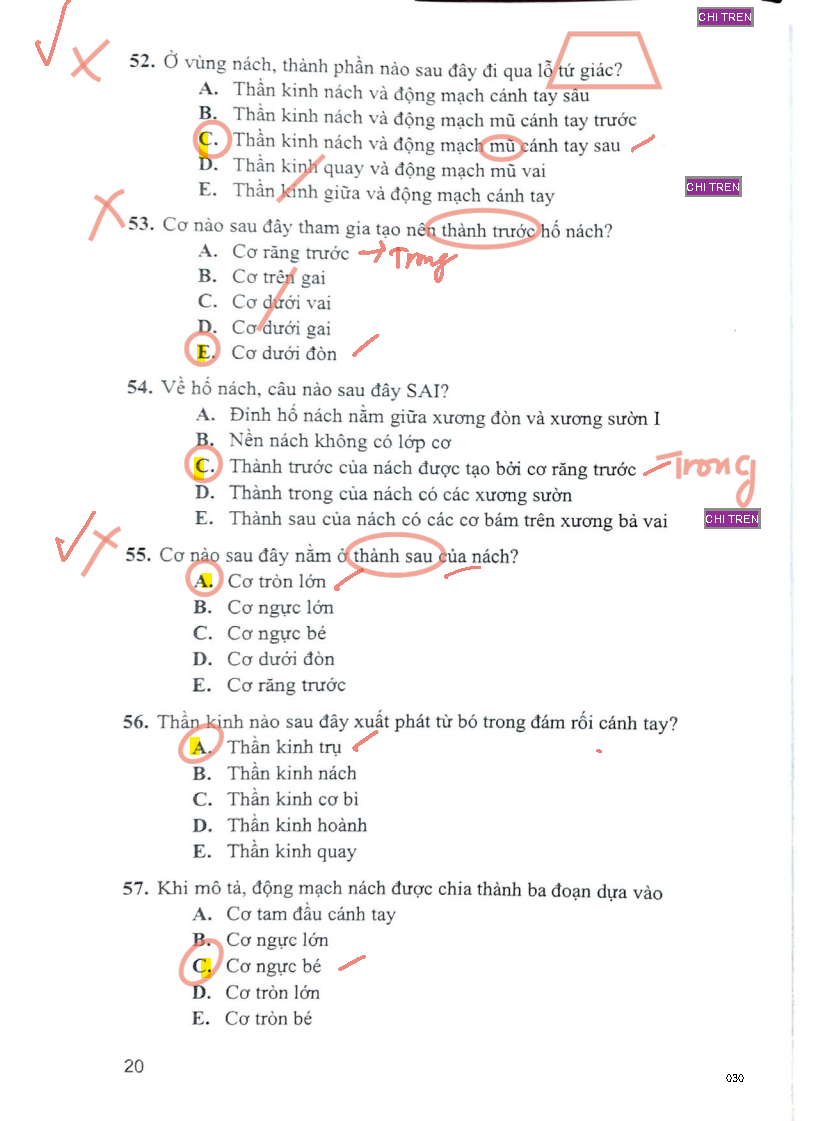 CHI TREN
52. Ở vùng nách, thành phần nào sau đây đi qua lỗ tứ giác?
A. Thần kinh nách và động mạch cánh tay sâu
B. Thần kinh nách và động mạch mũ cánh tay trước
C. Thần kinh nách và động mạch mũ cánh tay sau
D. Thần kinh quay và động mạch mũ vai
E. Thần kinh giữa và động mạch cánh tay
CHI TREN
53. Cơ nào sau đây tham gia tạo nên thành trước hố nách?
A. Cơ răng trước → Trong
B. Cơ trên gai
C. Cơ dưới vai
D. Cơ dưới gai
E. Cơ dưới đòn
54. Về hố nách, câu nào sau đây SAI?
A. Đỉnh hố nách nằm giữa xương đòn và xương sườn I
B. Nền nách không có lớp cơ
C. Thành trước của nách được tạo bởi cơ răng trước Trong
D. Thành trong của nách có các xương sườn
E. Thành sau của nách có các cơ bám trên xương bả vai
CHI TREN
55. Cơ nào sau đây nằm ở thành sau của nách?
A. Cơ tròn lớn
B. Cơ ngực lớn
C. Cơ ngực bé
D. Cơ dưới đòn
E. Cơ răng trước
56. Thần kinh nào sau đây xuất phát từ bó trong đám rối cánh tay?
A. Thần kinh trụ
B. Thần kinh nách
C. Thần kinh cơ bì
D. Thần kinh hoành
E. Thần kinh quay
57. Khi mô tả, động mạch nách được chia thành ba đoạn dựa vào
A. Cơ tam đầu cánh tay
B. Cơ ngực lớn
C. Cơ ngực bé
D. Cơ tròn lớn
E. Cơ tròn bé
20
030